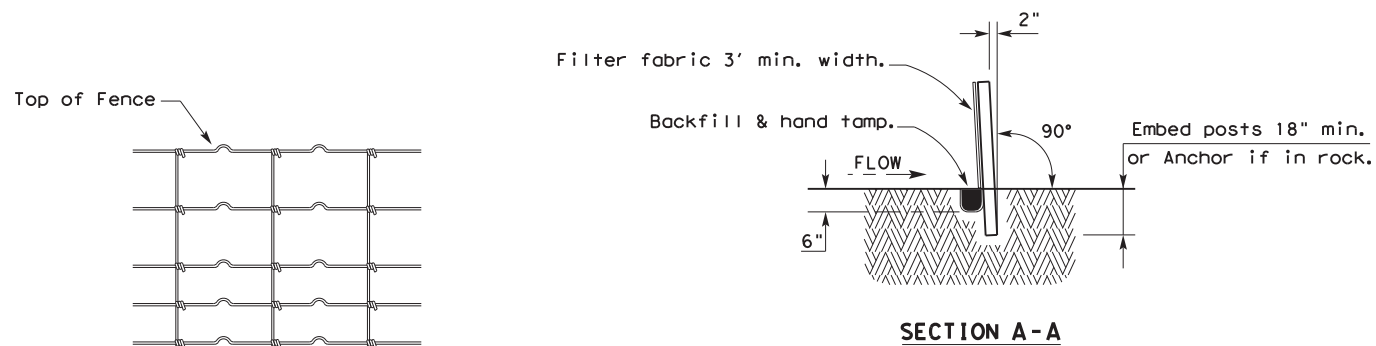 Top of Fence
2"
Filter fabric 3' min. width.
Backfill & hand tamp.
90°
Embed posts 18" min.
or Anchor if in rock.
FLOW
6"
SECTION A-A